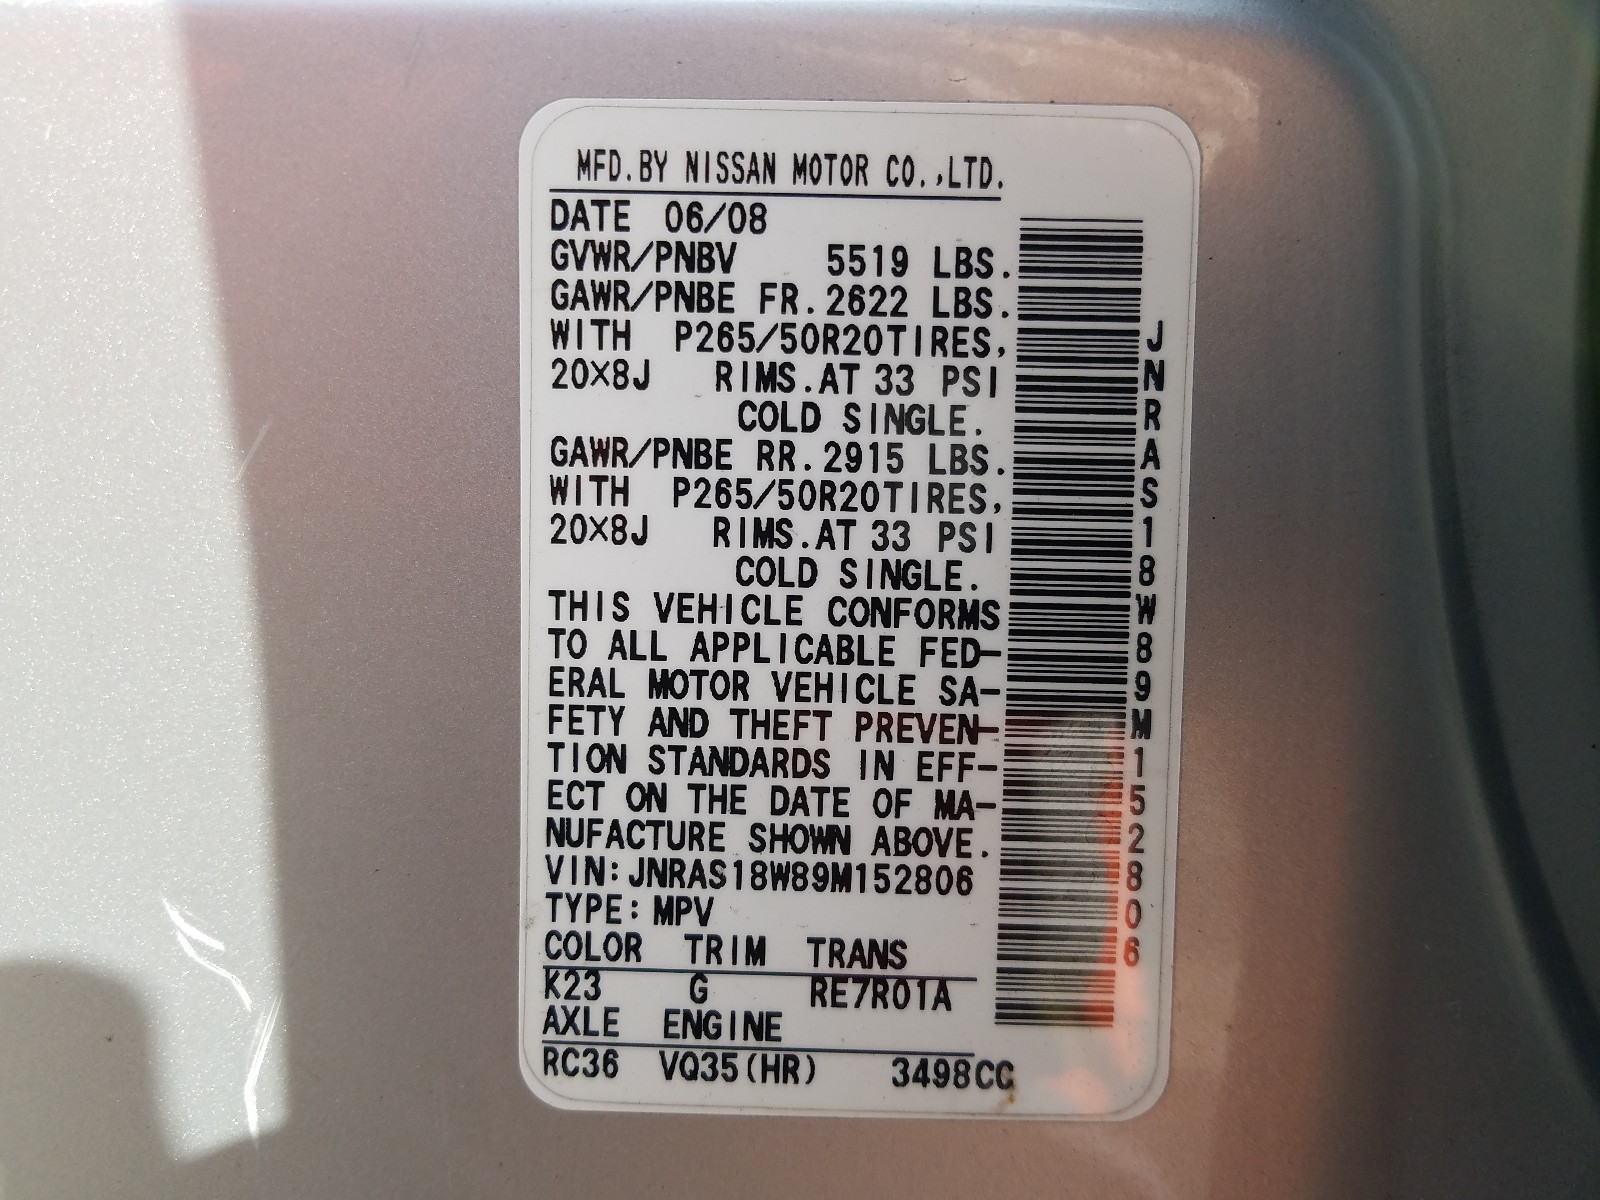 MFD.BY NISSAN MOTOR CO.,LTD.
DATE 06/08
GVWR/PNBV 5519 LBS.
GAWR/PNBE FR.2622 LBS.
WITH P265/50R20TIRES,
20X8J RIMS.AT 33 PSI
COLD SINGLE.
GAWR/PNBE RR.2915 LBS.
WITH P265/50R20TIRES,
20X8J RIMS.AT 33 PSI
COLD SINGLE.
THIS VEHICLE CONFORMS
TO ALL APPLICABLE FED-
ERAL MOTOR VEHICLE SA-
FETY AND THEFT PREVEN-
TION STANDARDS IN EFF-
ECT ON THE DATE OF MA-
NUFACTURE SHOWN ABOVE.
VIN:JNRAS18W89M152806
TYPE:MPV
COLOR TRIM TRANS
K23 G RE7R01A
AXLE ENGINE
RC36 VQ35(HR) 3498CC
JNRAS18W89M152806